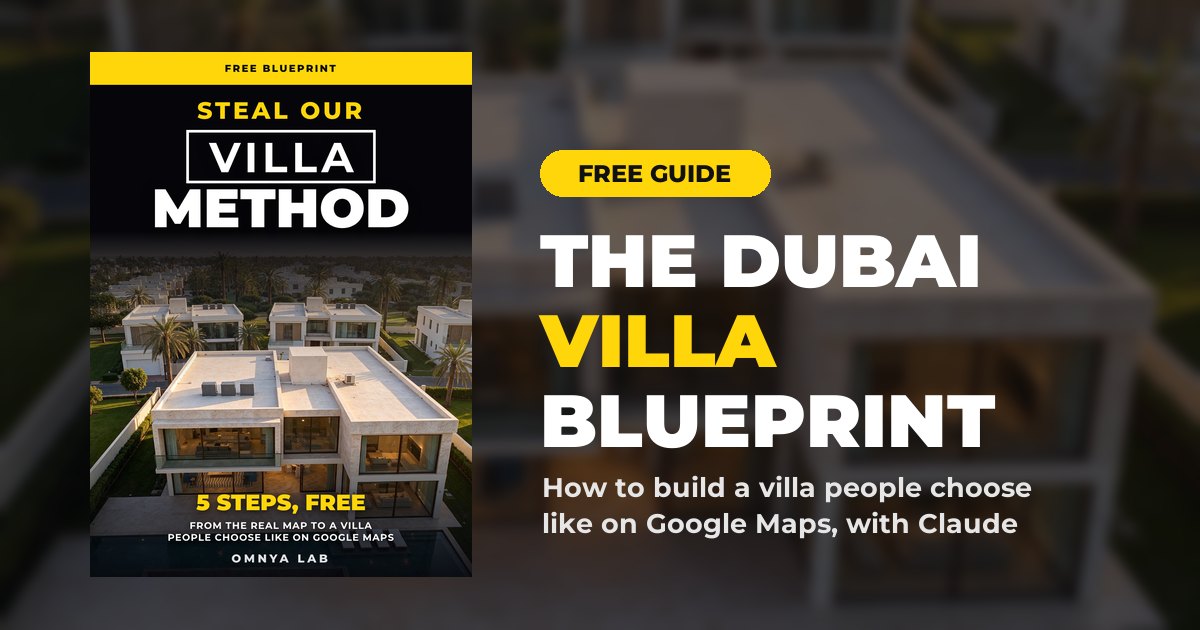 FREE BLUEPRINT
STEAL OUR
VILLA
METHOD
5 STEPS, FREE
FROM THE REAL MAP TO A VILLA
PEOPLE CHOOSE LIKE ON GOOGLE MAPS
OMNYA LAB
FREE GUIDE
THE DUBAI
VILLA
BLUEPRINT
How to build a villa people choose
like on Google Maps, with Claude